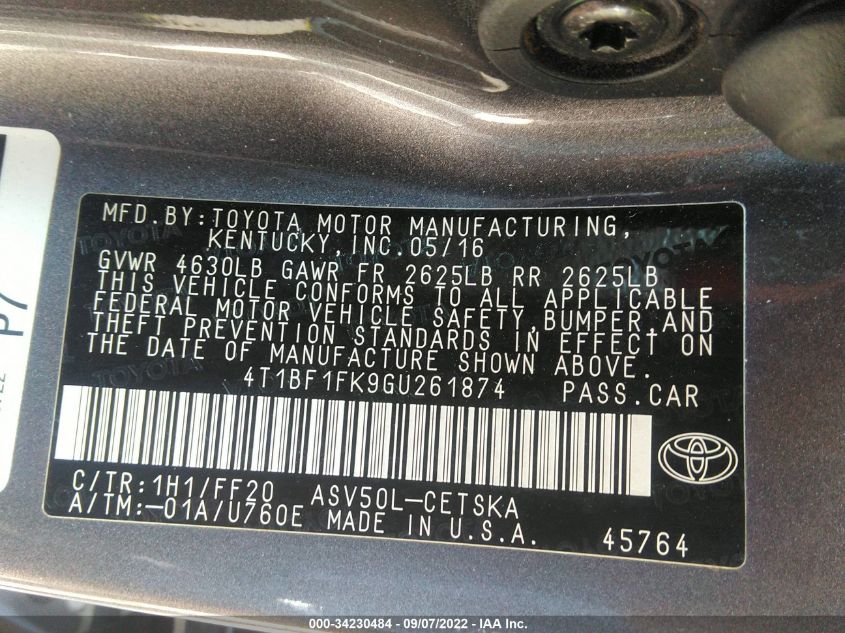 MFD.BY:TOYOTA MOTOR MANUFACTURING,
KENTUCKY,INC.05/16
GVWR 4630LB GAWR FR 2625LB RR 2625LB
THIS VEHICLE CONFORMS TO ALL APPLICABLE
FEDERAL MOTOR VEHICLE SAFETY,BUMPER,AND
THEFT PREVENTION STANDARDS IN EFFECT ON
THE DATE OF MANUFACTURE SHOWN ABOVE.
4T1BF1FK9GU261874 PASS.CAR
C/TR:1H1/FF20 ASV50L-CETSKA
A/TM:-01A/U760E MADE IN U.S.A. 45764
P7
000-34230484 - 09/07/2022 - IAA Inc.